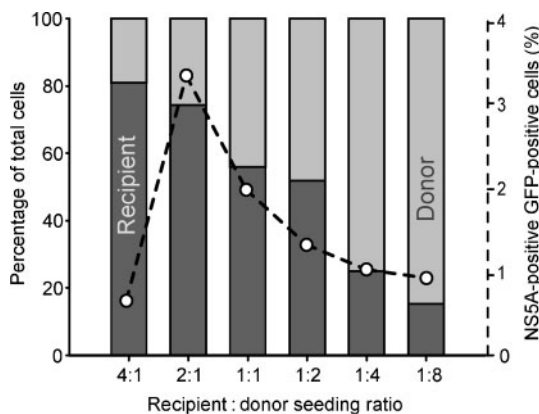 100
80
60
40
20
0
Percentage of total cells
Recipient
Donor
4
3
2
1
0
NS5A-positive GFP-positive cells (%)
4:1 2:1 1:1 1:2 1:4 1:8
Recipient : donor seeding ratio